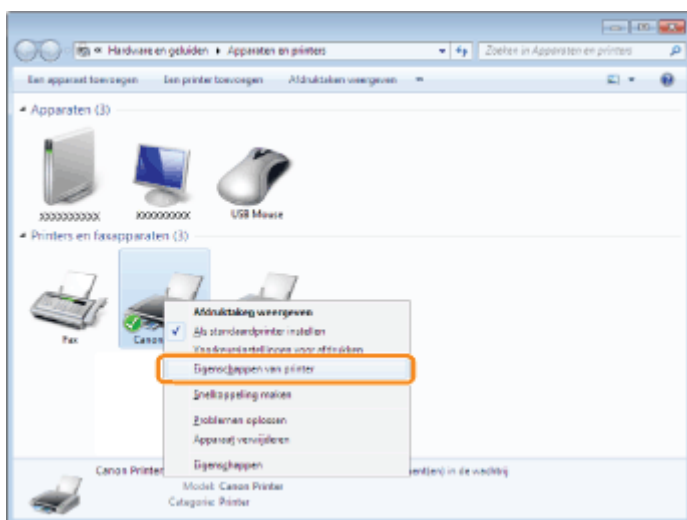 « Hardware en geluiden ▸ Apparaten en printers
Zoeken in Apparaten en printers
Een apparaat toevoegen Een printer toevoegen Afdruktaken weergeven »
Apparaten (3)
xxxxxxxxxx xxxxxxxxx USB Mouse
Printers en faxapparaten (3)
Fax Canon
Afdruktaken weergeven
Als standaardprinter instellen
Voorkeursinstellingen voor afdrukken
Eigenschappen van printer
Snelkoppeling maken
Problemen oplossen
Apparaat verwijderen
Eigenschappen
Canon Printer ent(en) in de wachtrij
Model: Canon Printer
Categorie: Printer